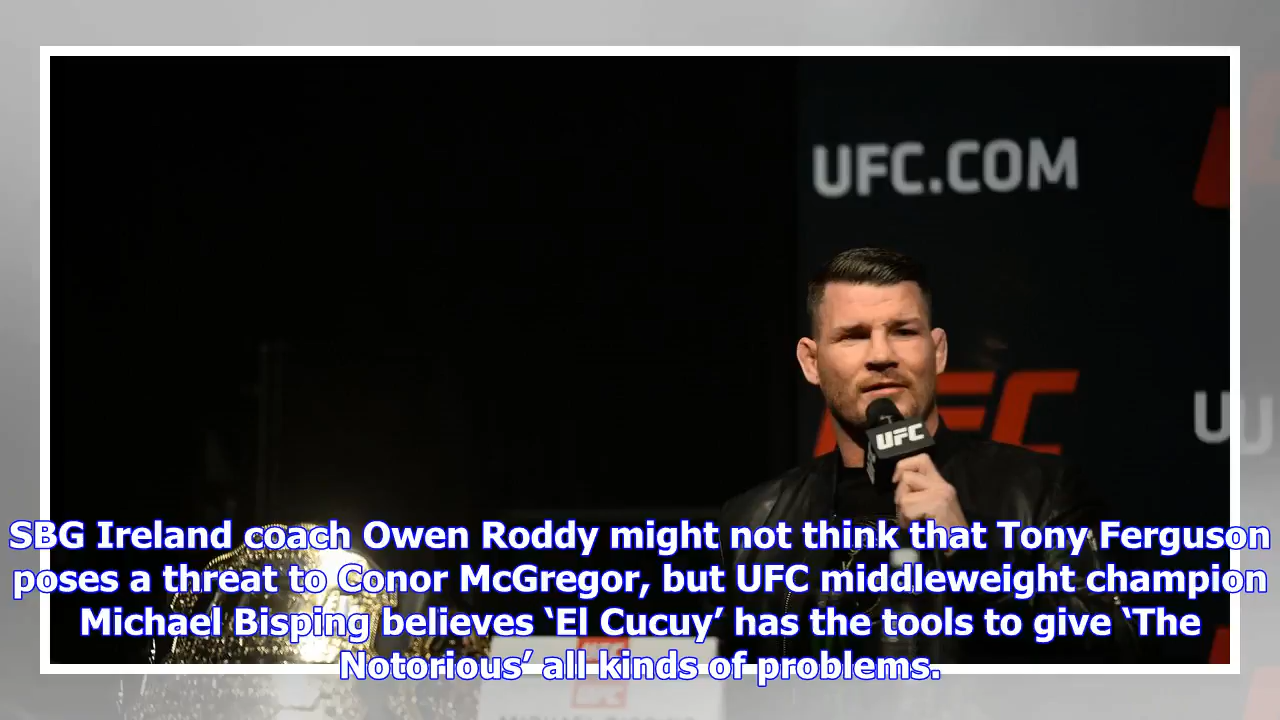 UFC.COM
UFC
U
UFC
SBG Ireland coach Owen Roddy might not think that Tony Ferguson
poses a threat to Conor McGregor, but UFC middleweight champion
Michael Bisping believes ‘El Cucuy’ has the tools to give ‘The
Notorious’ all kinds of problems.